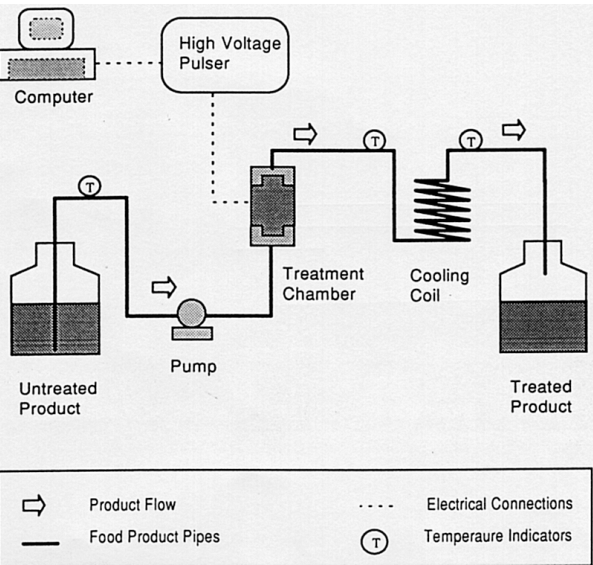 High Voltage
Pulser
Computer
T
T
T
Treatment
Chamber
Cooling
Coil
Pump
Untreated
Product
Treated
Product
Product Flow
Electrical Connections
Food Product Pipes
T
Temperaure Indicators